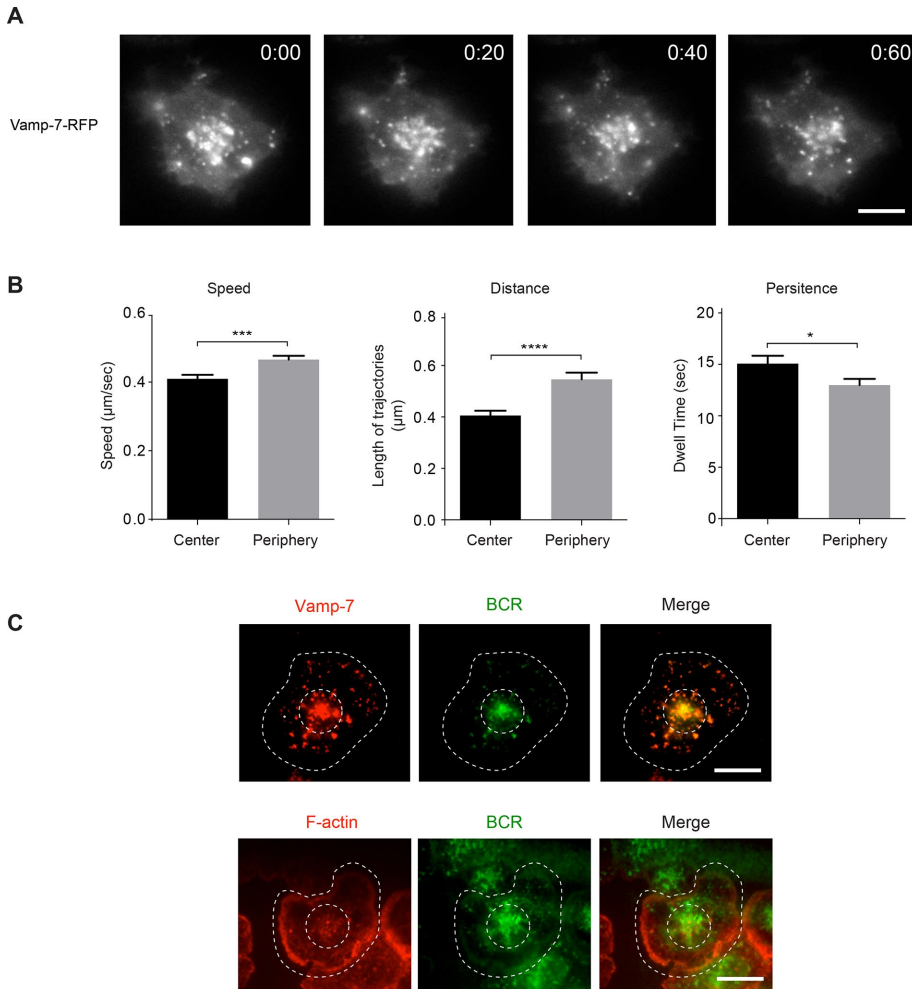 A
Vamp-7-RFP
0:00
0:20
0:40
0:60
B
Speed
Speed (μm/sec)
0.6
0.4
0.2
0.0
***
Center
Periphery
Distance
Length of trajectories
(μm)
0.8
0.6
0.4
0.2
0.0
****
Center
Periphery
Persitence
Dwell Time (sec)
20
15
10
5
0
*
Center
Periphery
C
Vamp-7
BCR
Merge
F-actin
BCR
Merge